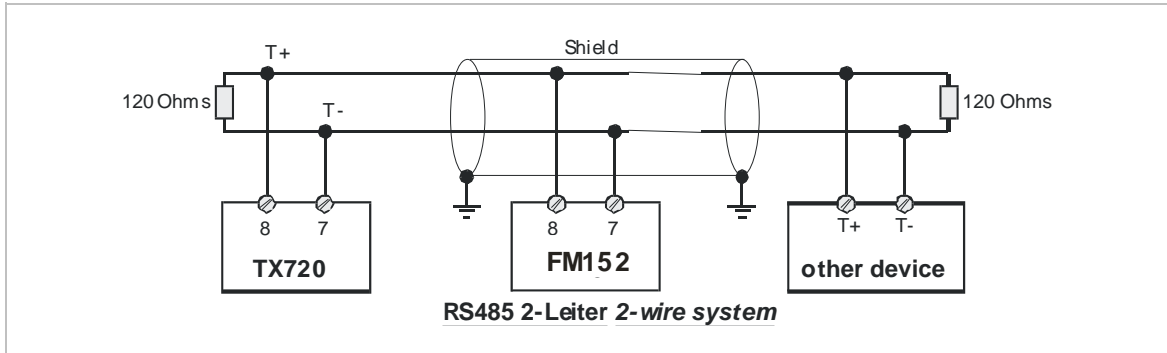 Shield
T+
120 Ohms
T-
120 Ohms
8 7
8 7
T+ T-
TX720
FM152
other device
RS485 2-Leiter 2-wire system